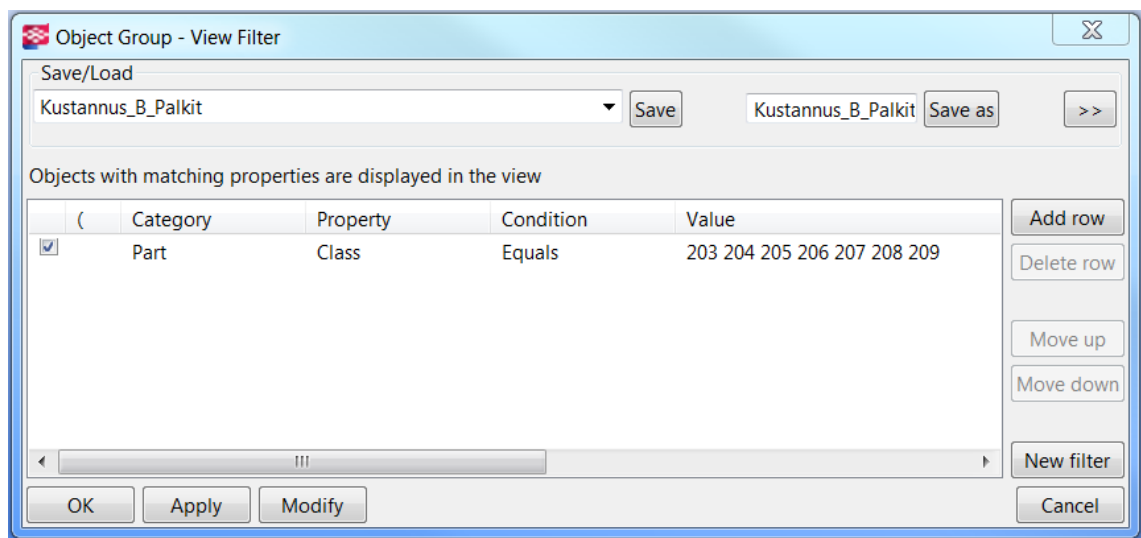 Object Group - View Filter
Save/Load
Kustannus_B_Palkit Save Kustannus_B_Palkit Save as >>
Objects with matching properties are displayed in the view
( Category Property Condition Value Add row
Part Class Equals 203 204 205 206 207 208 209
Delete row
Move up
Move down
New filter
OK Apply Modify Cancel